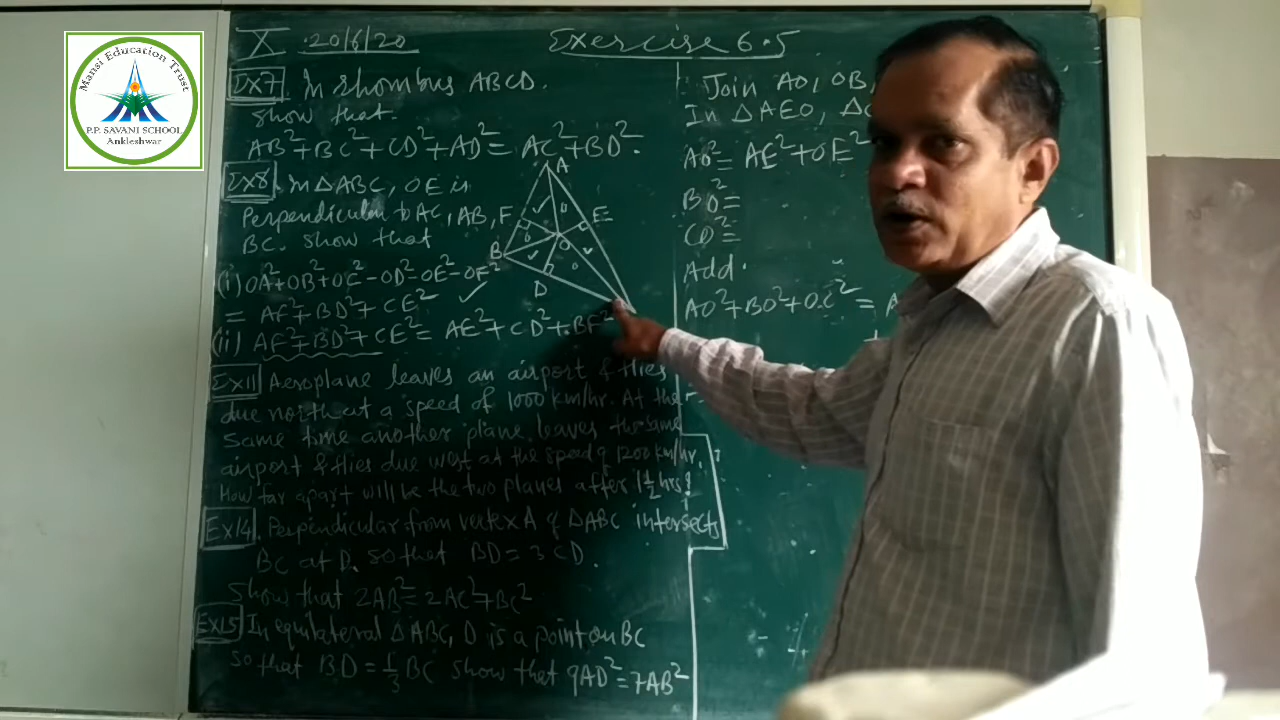 Mansi Education Trust
P.P. SAVANI SCHOOL
Ankleshwar
X 20/6/20
Exercise 6.5
Ex7 In rhombus ABCD.
show that.
AB²+BC²+CD²+AD²= AC²+BD².
Ex8 In △ABC, OE is
Perpendicular to AC, AB,
BC. show that
(i) OA²+OB²+OE²-OD²-OE²-OF²
= AF²+BD²+CE² ✓
(ii) AF²+BD²+CE²= AE²+CD²+BF²
A
F
E
B
O
D
Ex11 Aeroplane leaves an airport & flies
due north at a speed of 1000 km/hr. At the
same time another plane leaves the same
airport & flies due west at the speed of 1200 km/hr.
How far apart will be the two planes after 1½ hrs?
Ex14. Perpendicular from vertex A of △ABC intersects
BC at D. so that BD = 3CD.
Show that 2AB²=2AC²+BC²
Ex15 In equilateral △ABC, D is a point on BC
so that BD = 1/3 BC show that 9AD²=7AB²
Join AO, OB,
In △AEO,
AO²= AE²+OE²
BO²=
CO²=
Add.
AO²+BO²+OC²=